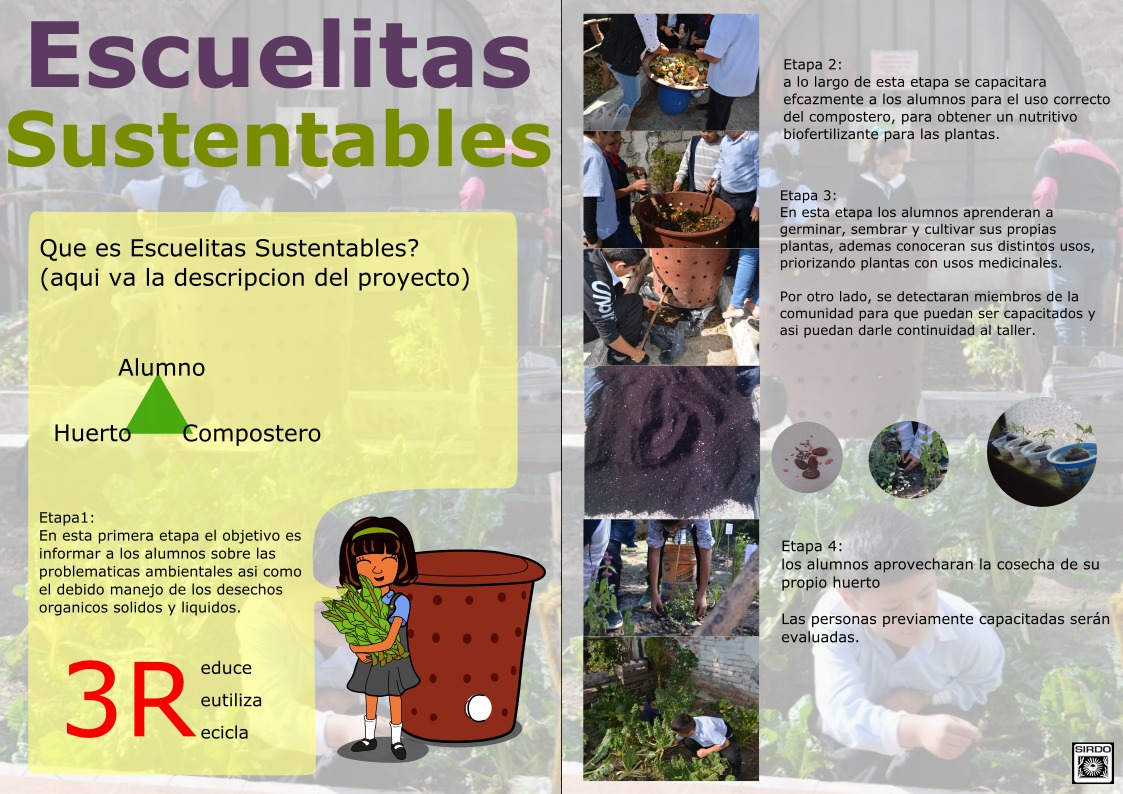 Escuelitas
Sustentables
Que es Escuelitas Sustentables?
(aqui va la descripcion del proyecto)
Alumno
Huerto
Compostero
Etapa1:
En esta primera etapa el objetivo es
informar a los alumnos sobre las
problematicas ambientales asi como
el debido manejo de los desechos
organicos solidos y liquidos.
3R
educe
eutiliza
ecicla
Etapa 2:
a lo largo de esta etapa se capacitara
efcazmente a los alumnos para el uso correcto
del compostero, para obtener un nutritivo
biofertilizante para las plantas.
Etapa 3:
En esta etapa los alumnos aprenderan a
germinar, sembrar y cultivar sus propias
plantas, ademas conoceran sus distintos usos,
priorizando plantas con usos medicinales.
Por otro lado, se detectaran miembros de la
comunidad para que puedan ser capacitados y
asi puedan darle continuidad al taller.
Etapa 4:
los alumnos aprovecharan la cosecha de su
propio huerto
Las personas previamente capacitadas serán
evaluadas.
SIRDO